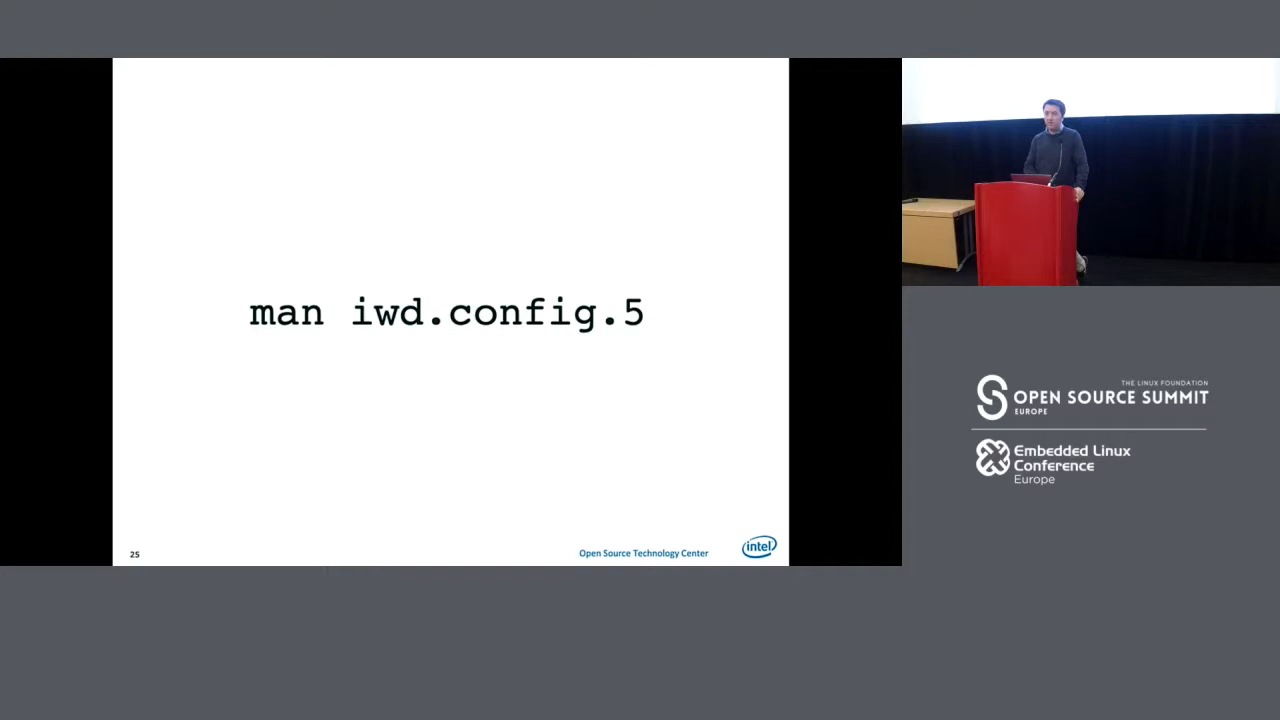 man iwd.config.5
25
Open Source Technology Center
intel
THE LINUX FOUNDATION
OPEN SOURCE SUMMIT
EUROPE
Embedded Linux
Conference
Europe